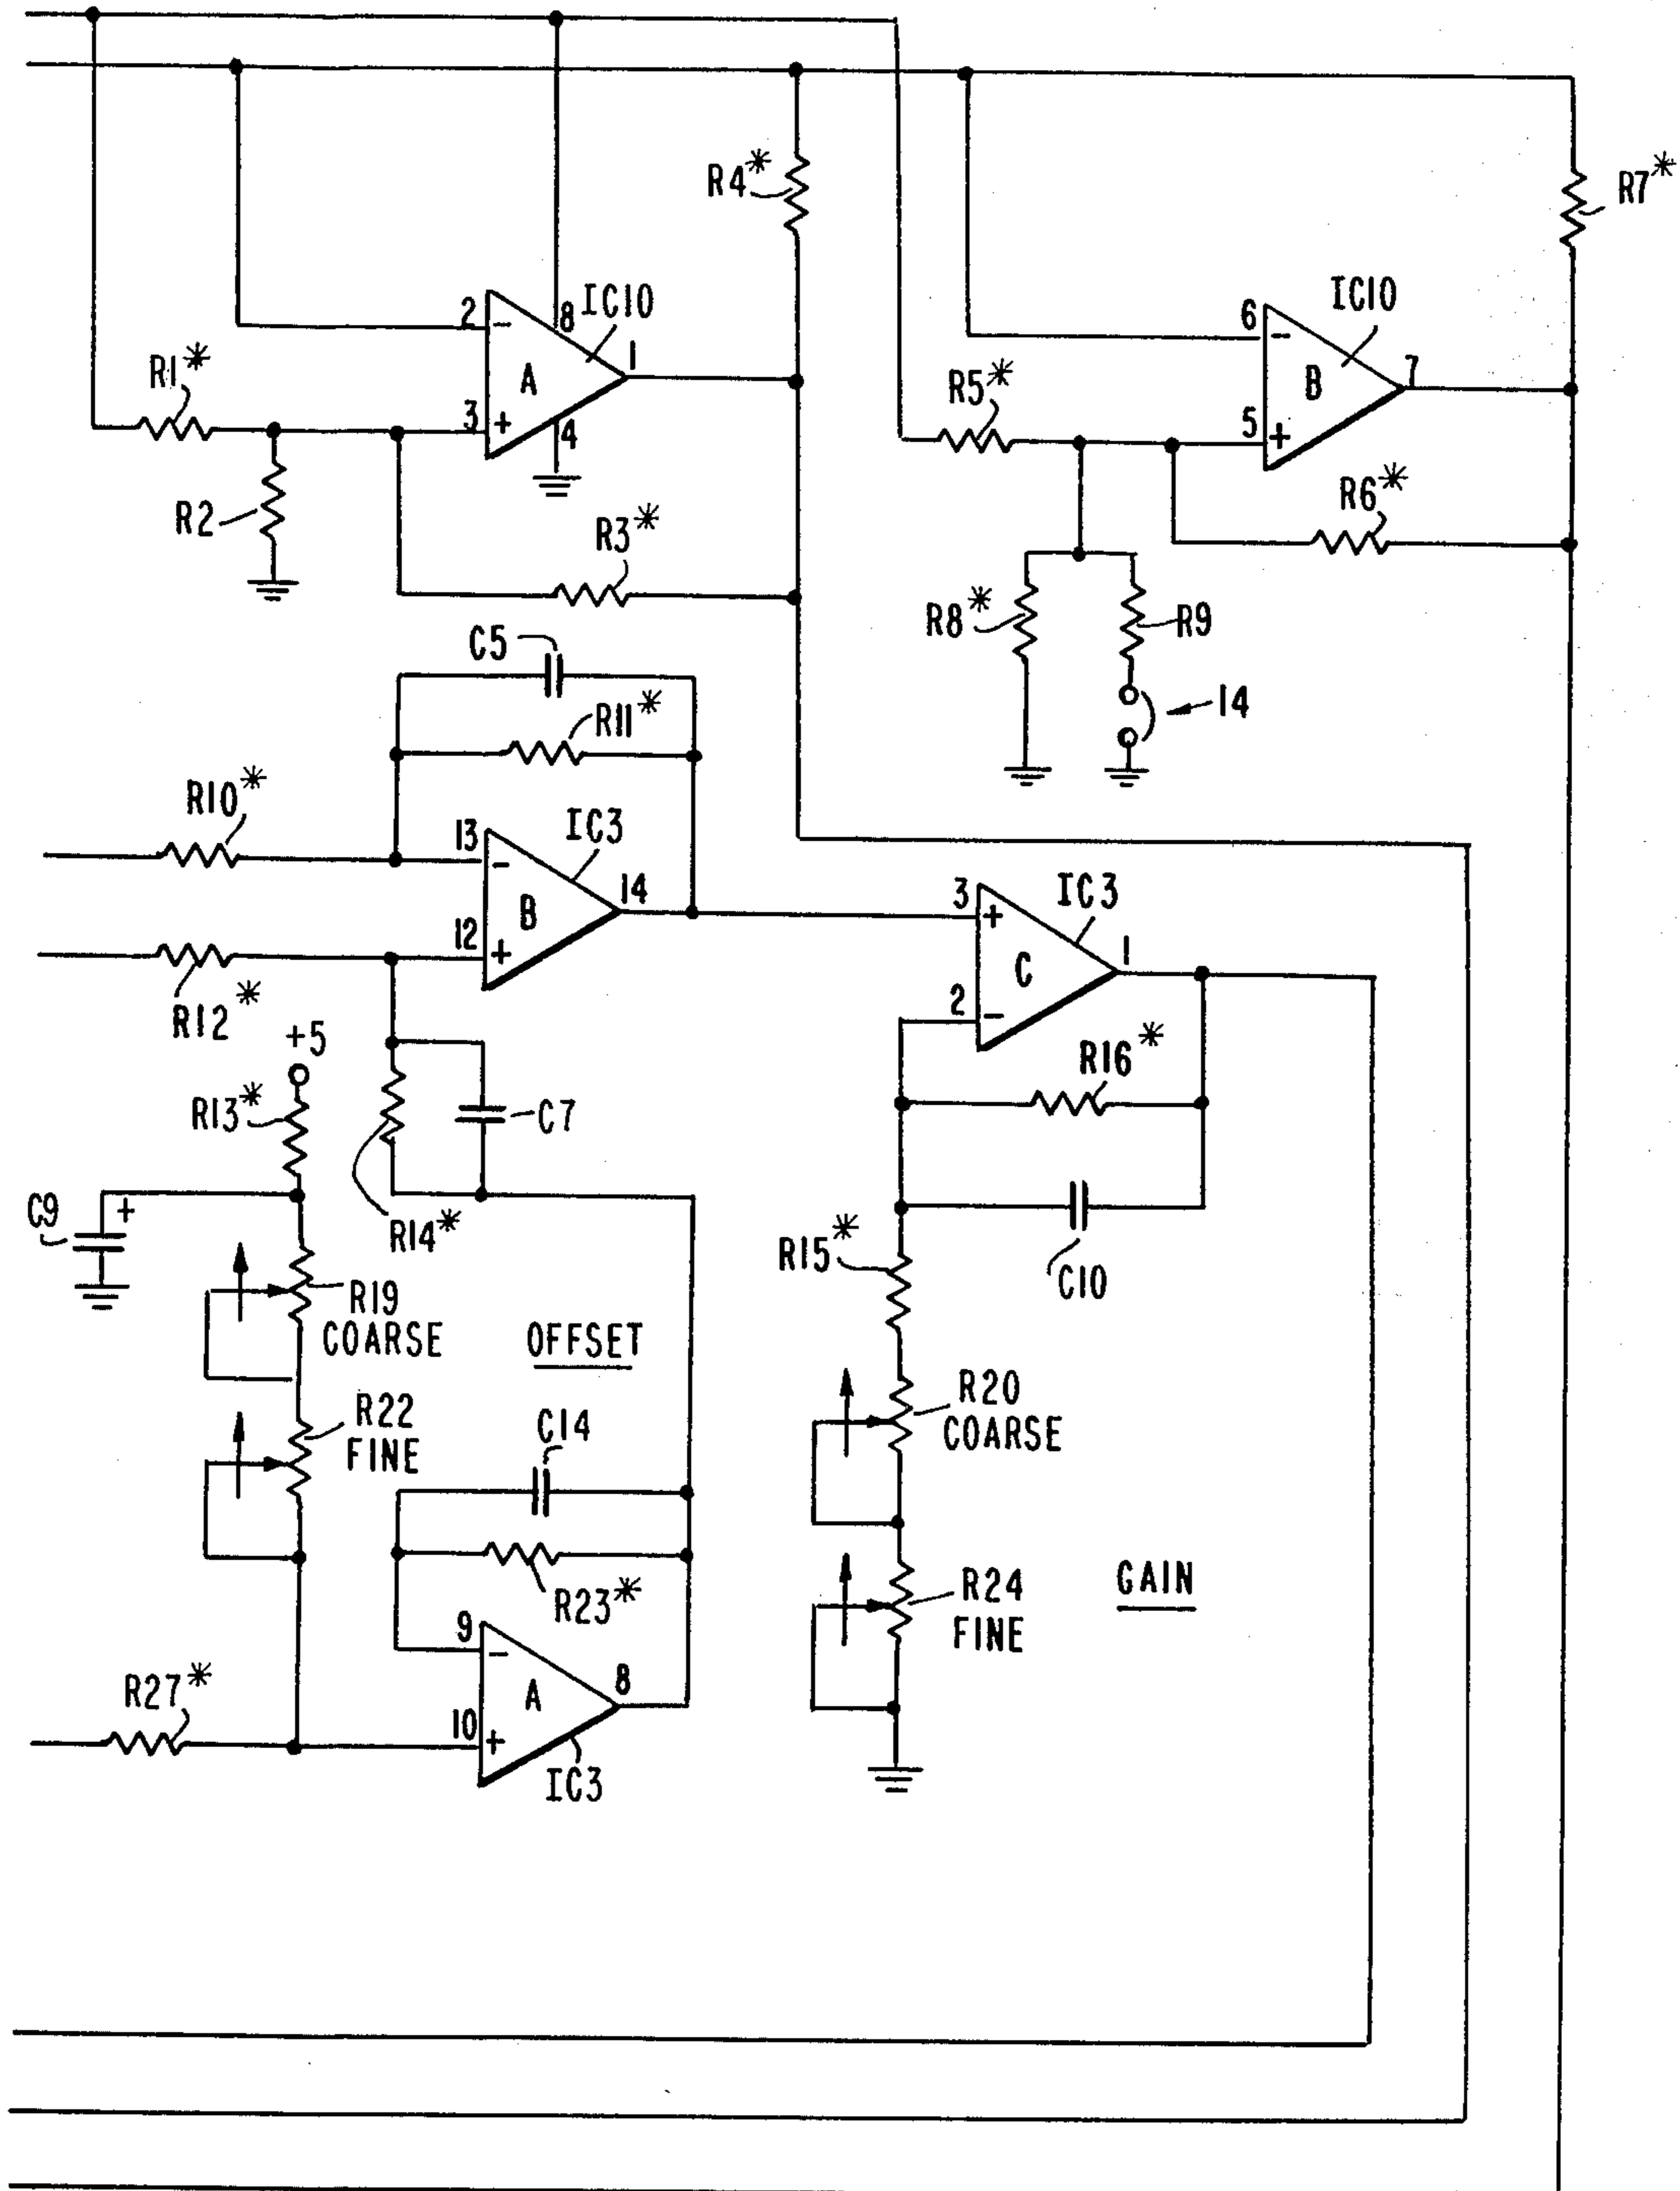 R4*
R7*
2
-
8
IC10
A
1
3
+
4
R1*
R2
R3*
6
-
IC10
B
7
5
+
R5*
R6*
R8*
R9
14
C5
R11*
R10*
13
-
IC3
B
14
12
+
R12*
3
+
IC3
C
1
2
-
R16*
+5
R13*
C7
C9
+
R14*
R15*
C10
R19
COARSE
OFFSET
R20
COARSE
R22
FINE
C14
R23*
R24
FINE
GAIN
9
-
A
8
10
+
IC3
R27*